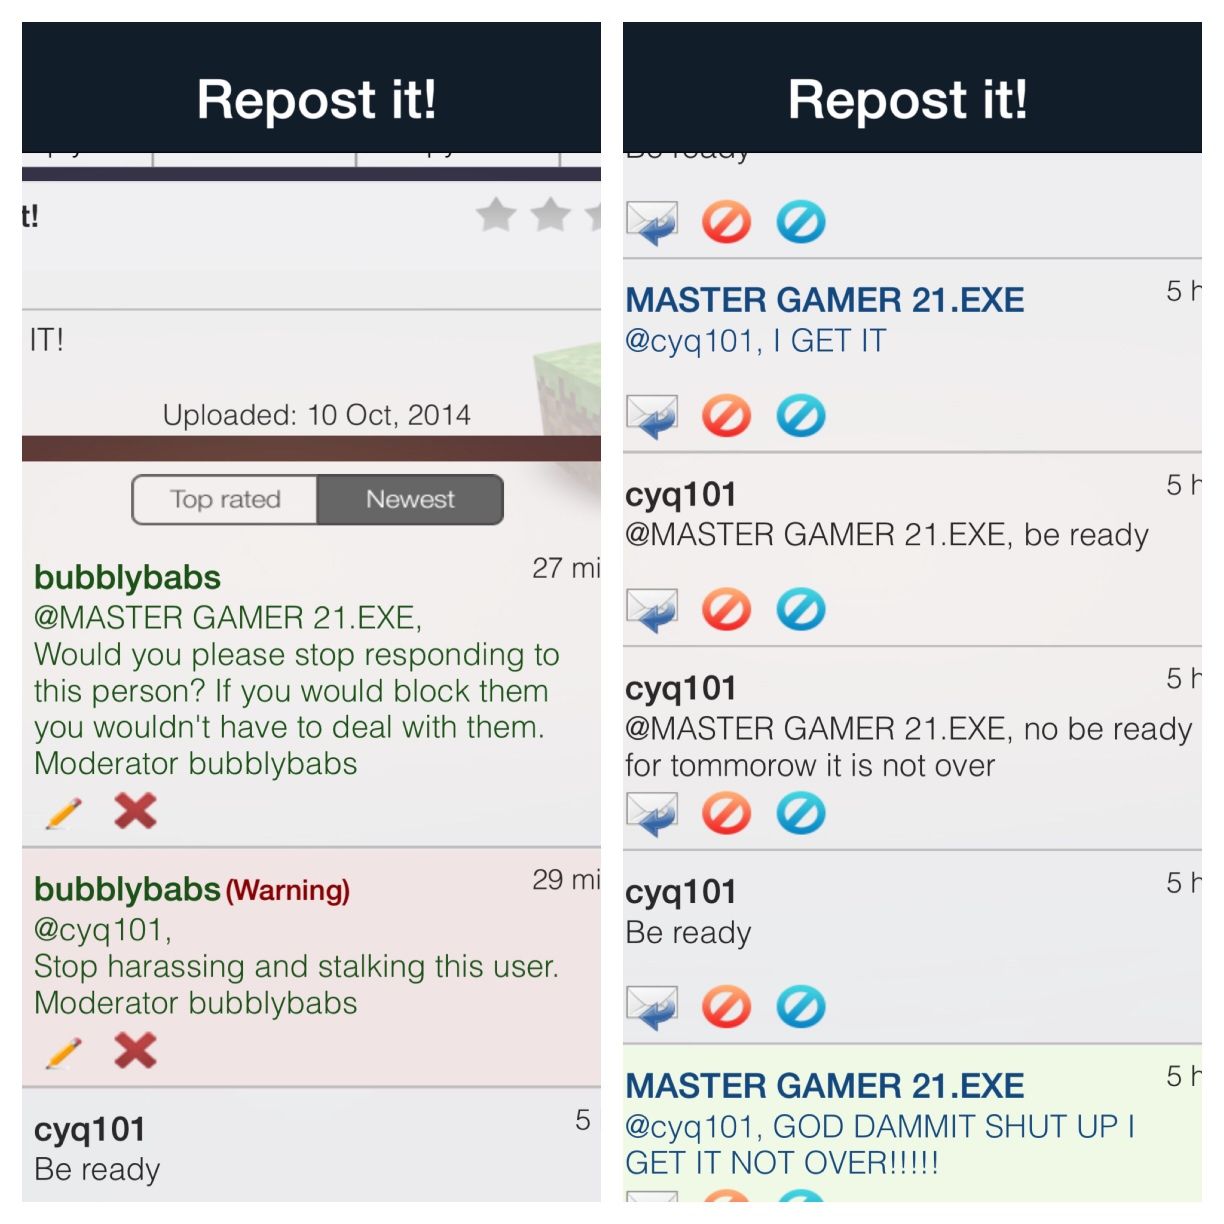 Repost it!
t!
IT!
Uploaded: 10 Oct, 2014
Top rated Newest
bubblybabs 27 mi
@MASTER GAMER 21.EXE,
Would you please stop responding to
this person? If you would block them
you wouldn't have to deal with them.
Moderator bubblybabs
bubblybabs (Warning) 29 mi
@cyq101,
Stop harassing and stalking this user.
Moderator bubblybabs
cyq101 5
Be ready
Repost it!
Be ready
MASTER GAMER 21.EXE 5 h
@cyq101, I GET IT
cyq101 5 h
@MASTER GAMER 21.EXE, be ready
cyq101 5 h
@MASTER GAMER 21.EXE, no be ready
for tommorow it is not over
cyq101 5 h
Be ready
MASTER GAMER 21.EXE 5 h
@cyq101, GOD DAMMIT SHUT UP I
GET IT NOT OVER!!!!!